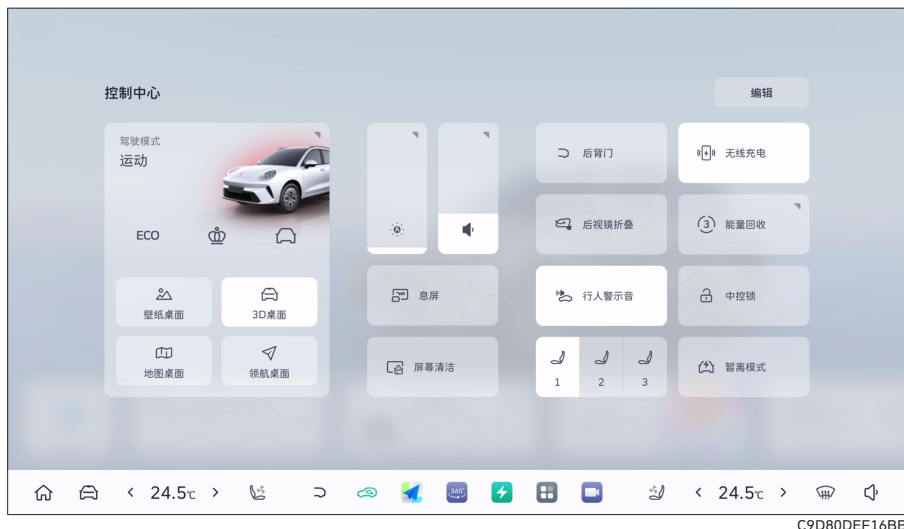 控制中心
编辑
驾驶模式
运动
ECO
壁纸桌面
3D桌面
地图桌面
领航桌面
A
息屏
屏幕清洁
后背门
无线充电
后视镜折叠
3
能量回收
行人警示音
中控锁
1
2
3
暂离模式
24.5℃
360°
24.5℃
C9D80DEE16BE